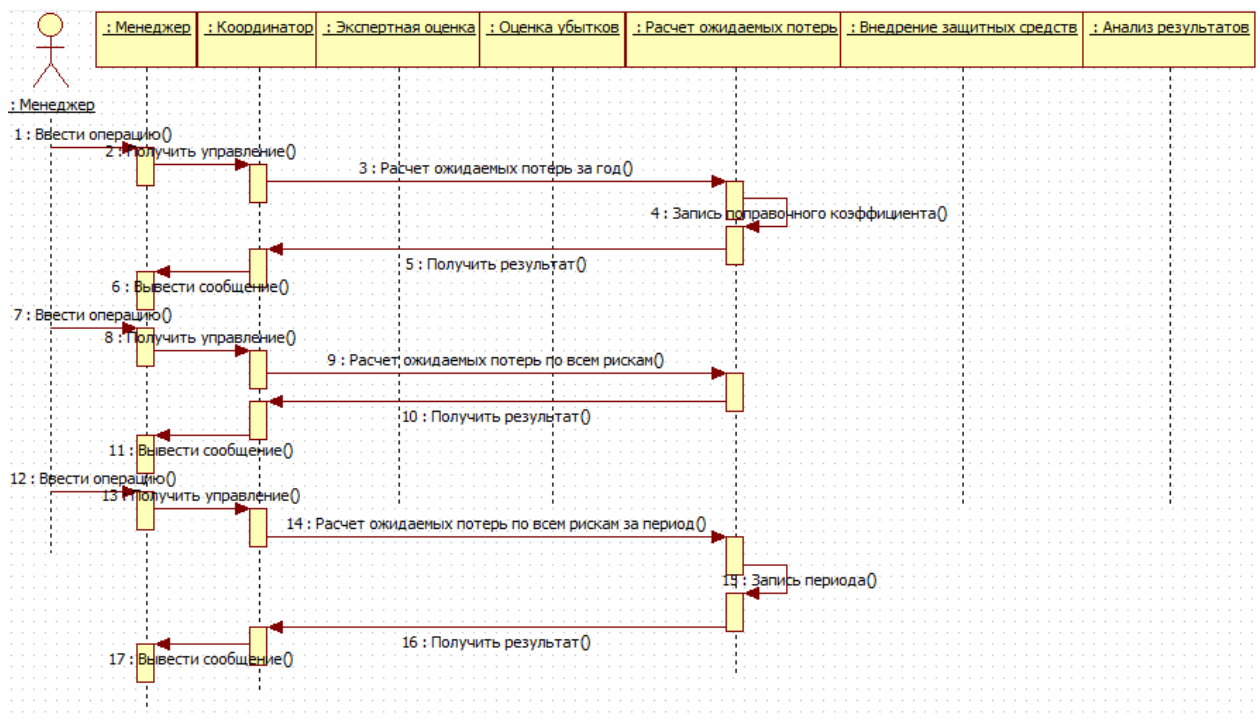 : Менеджер
: Координатор
: Экспертная оценка
: Оценка убытков
: Расчет ожидаемых потерь
: Внедрение защитных средств
: Анализ результатов
: Менеджер
1 : Ввести операцию()
2 : Получить управление()
3 : Расчет ожидаемых потерь за год()
4 : Запись поправочного коэффициента()
5 : Получить результат()
6 : Вывести сообщение()
7 : Ввести операцию()
8 : Получить управление()
9 : Расчет ожидаемых потерь по всем рискам()
10 : Получить результат()
11 : Вывести сообщение()
12 : Ввести операцию()
13 : Получить управление()
14 : Расчет ожидаемых потерь по всем рискам за период()
15 : Запись периода()
16 : Получить результат()
17 : Вывести сообщение()